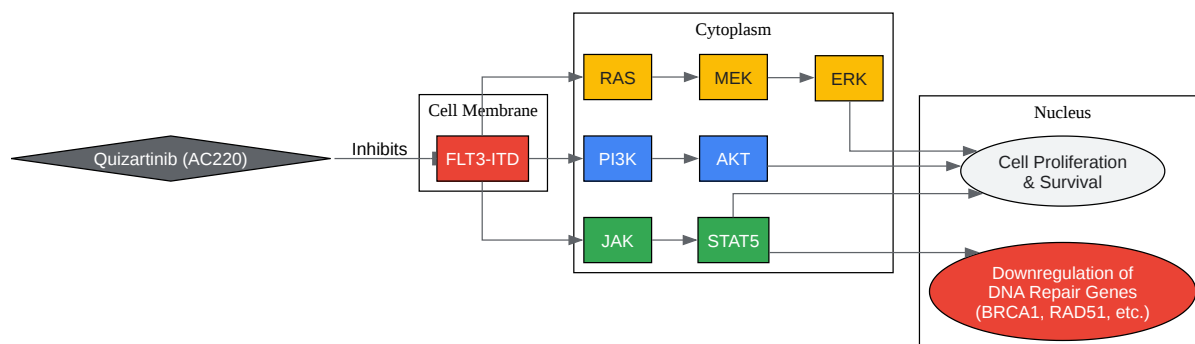 Cytoplasm
RAS
MEK
ERK
Cell Membrane
Nucleus
Quizartinib (AC220)
Inhibits
FLT3-ITD
PI3K
AKT
Cell Proliferation
& Survival
JAK
STAT5
Downregulation of
DNA Repair Genes
(BRCA1, RAD51, etc.)